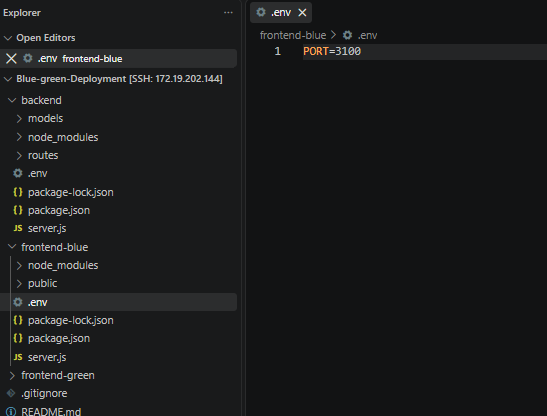 Explorer
···
Open Editors
.env frontend-blue
Blue-green-Deployment [SSH: 172.19.202.144]
backend
models
node_modules
routes
.env
{} package-lock.json
{} package.json
JS server.js
frontend-blue
node_modules
public
.env
{} package-lock.json
{} package.json
JS server.js
frontend-green
.gitignore
README.md
.env
frontend-blue > .env
1 PORT=3100